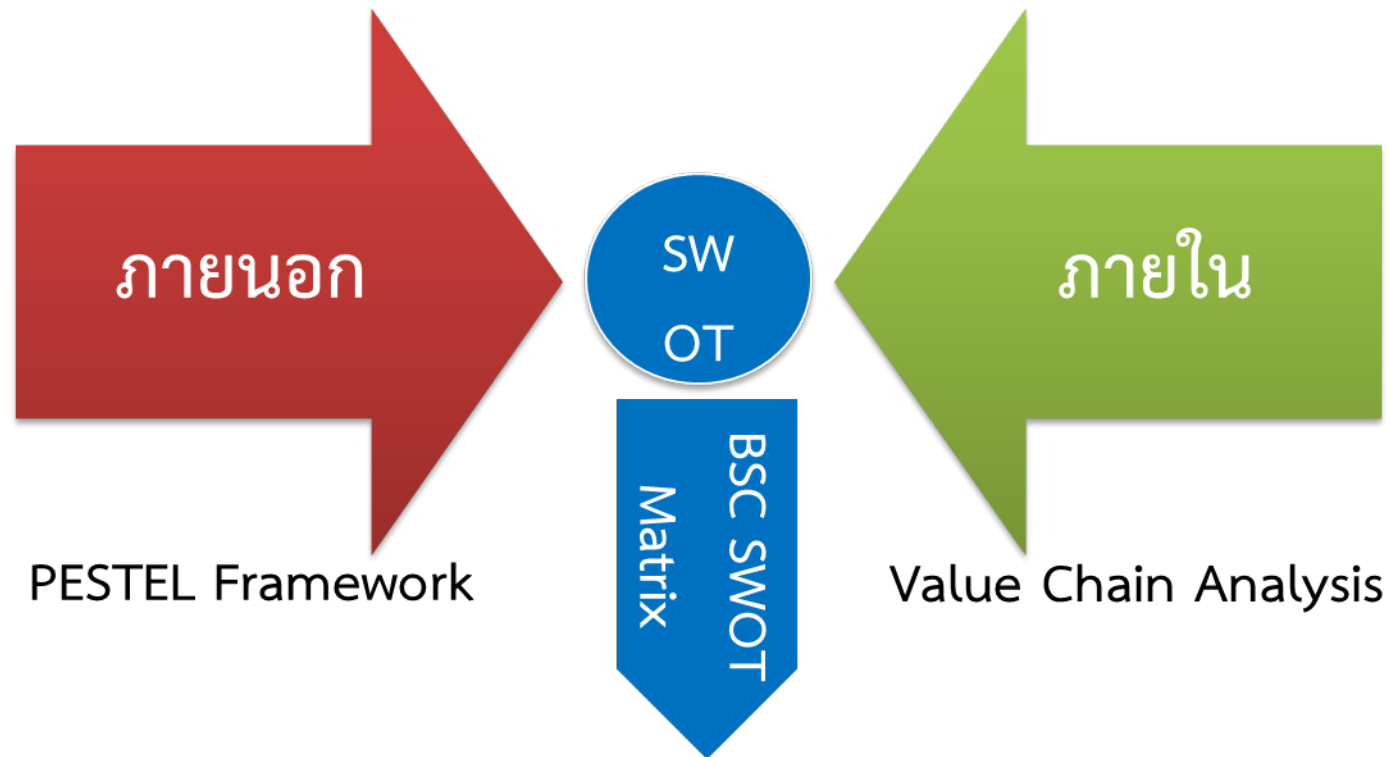 ภายนอก
SW
OT
ภายใน
BSC SWOT
Matrix
PESTEL Framework
Value Chain Analysis